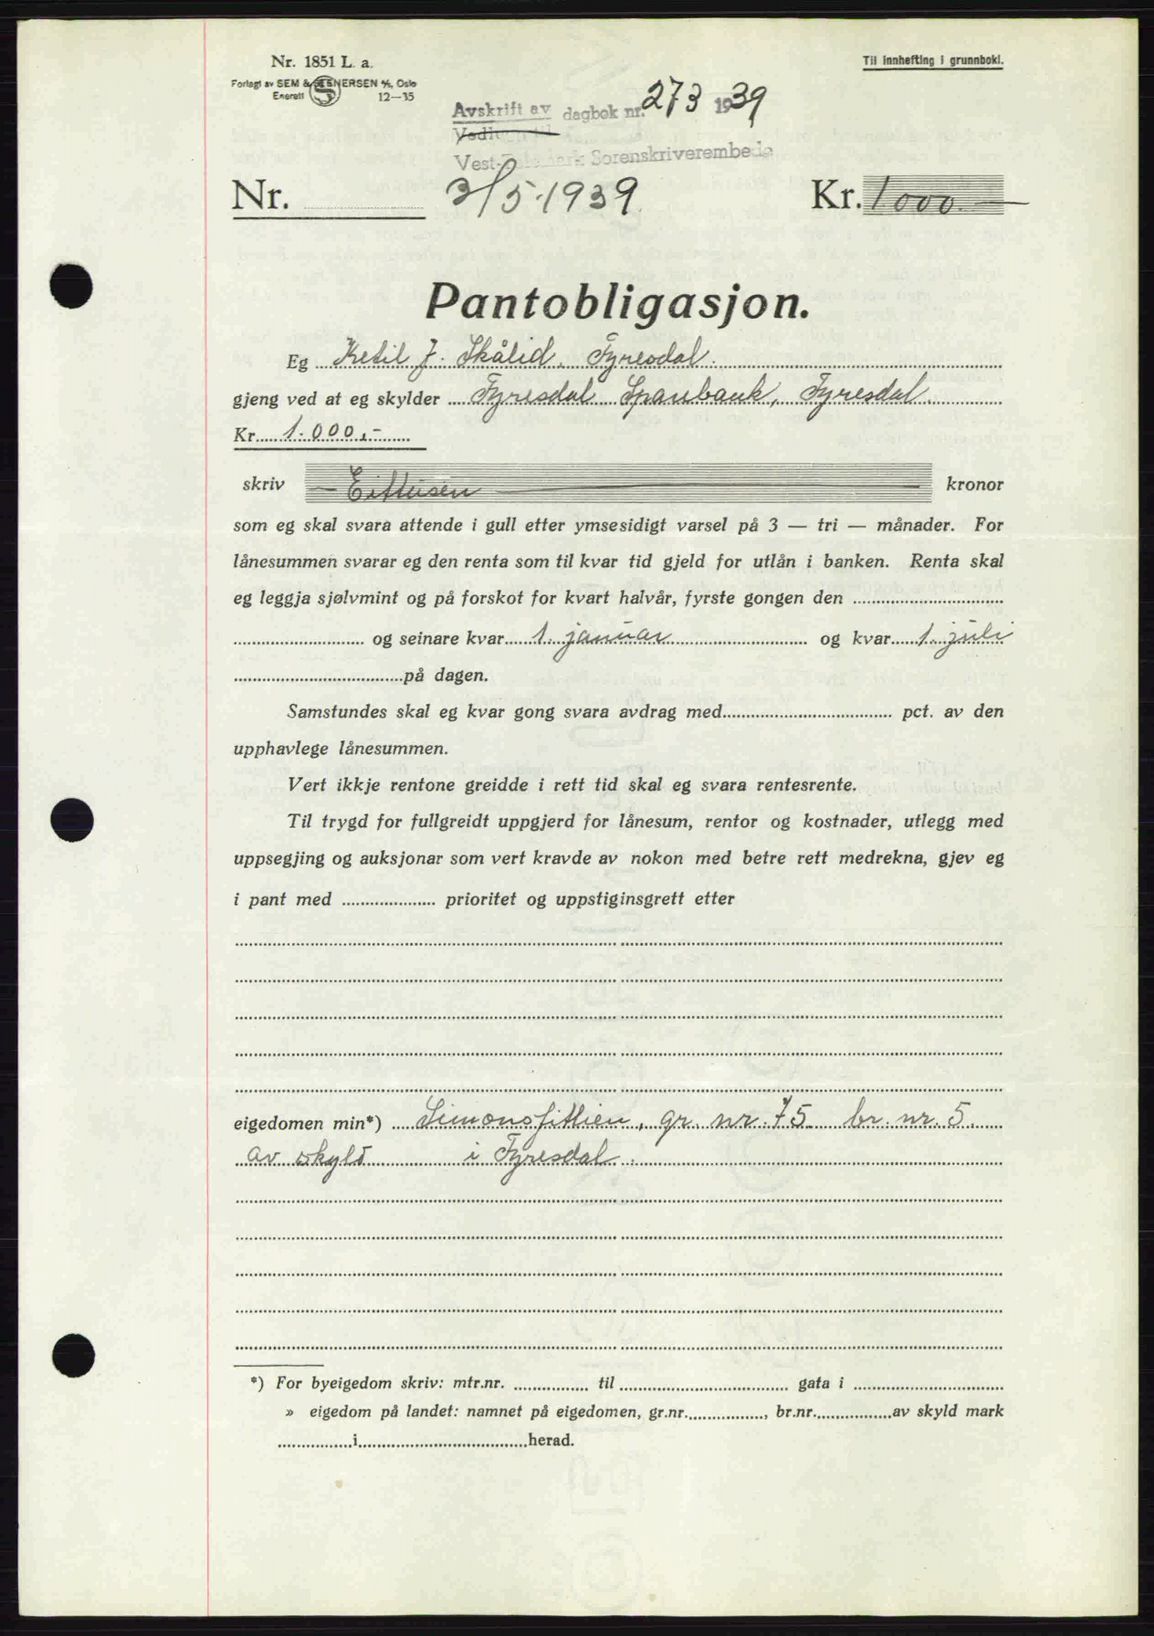 Nr. 1851 L. a.
Til innhefting i grunnboki.
Forlagt av SEM & STENERSEN A/S, Oslo
Enerett 12—35
Avskrift av dagbok nr. 273 1939
Vest-Telemark Sorenskriverembede
Nr. 3/5-1939 Kr. 1000.—
Pantobligasjon.
Eg Ketil J. Skålid, Fyresdal.
gjeng ved at eg skylder Fyresdal Sparebank, Fyresdal.
Kr. 1.000,-
skriv — Eittusen — kronor
som eg skal svara attende i gull etter ymsesidigt varsel på 3 — tri — månader. For
lånesummen svarar eg den renta som til kvar tid gjeld for utlån i banken. Renta skal
eg leggja sjølvmint og på forskot for kvart halvår, fyrste gongen den
og seinare kvar 1. januar og kvar 1. juli
på dagen.
Samstundes skal eg kvar gong svara avdrag med pct. av den
upphavlege lånesummen.
Vert ikkje rentone greidde i rett tid skal eg svara rentesrente.
Til trygd for fullgreidt uppgjerd for lånesum, rentor og kostnader, utlegg med
uppsegjing og auksjonar som vert kravde av nokon med betre rett medrekna, gjev eg
i pant med prioritet og uppstiginsgrett etter
eigedomen min*) Simonsfittien, gr. nr. 75 br. nr. 5.
av skyld i Fyresdal.
*) For byeigedom skriv: mtr.nr. til gata i
» eigedom på landet: namnet på eigedomen, gr.nr. , br.nr. av skyld mark
i herad.